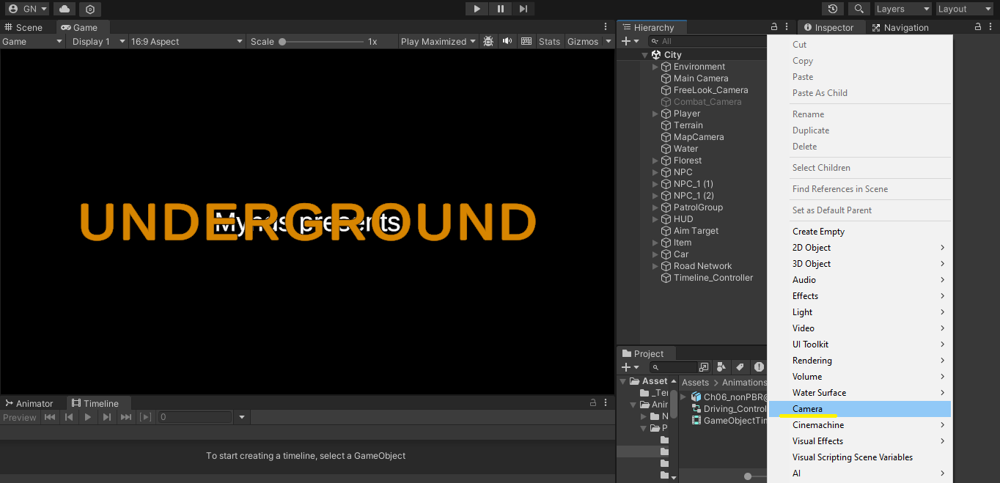 GN
Layers
Layout
Scene
Game
Hierarchy
Inspector
Navigation
Game
Display 1
16:9 Aspect
Scale
1x
Play Maximized
Stats
Gizmos
All
City
Environment
Main Camera
FreeLook_Camera
Combat_Camera
Player
Terrain
MapCamera
Water
Florest
NPC
NPC_1 (1)
NPC_1 (2)
PatrolGroup
HUD
Aim Target
Item
Car
Road Network
Timeline_Controller
UNDERGROUND
presents
Cut
Copy
Paste
Paste As Child
Rename
Duplicate
Delete
Select Children
Find References in Scene
Set as Default Parent
Create Empty
2D Object
3D Object
Audio
Effects
Light
Video
UI Toolkit
Rendering
Volume
Water Surface
Camera
Cinemachine
Visual Effects
Visual Scripting Scene Variables
AI
Project
Asset
_Ter
Anir
N
P
Assets > Animations
Ch06_nonPBR@
Driving_Control
GameObjectTim
Animator
Timeline
Preview
0
To start creating a timeline, select a GameObject